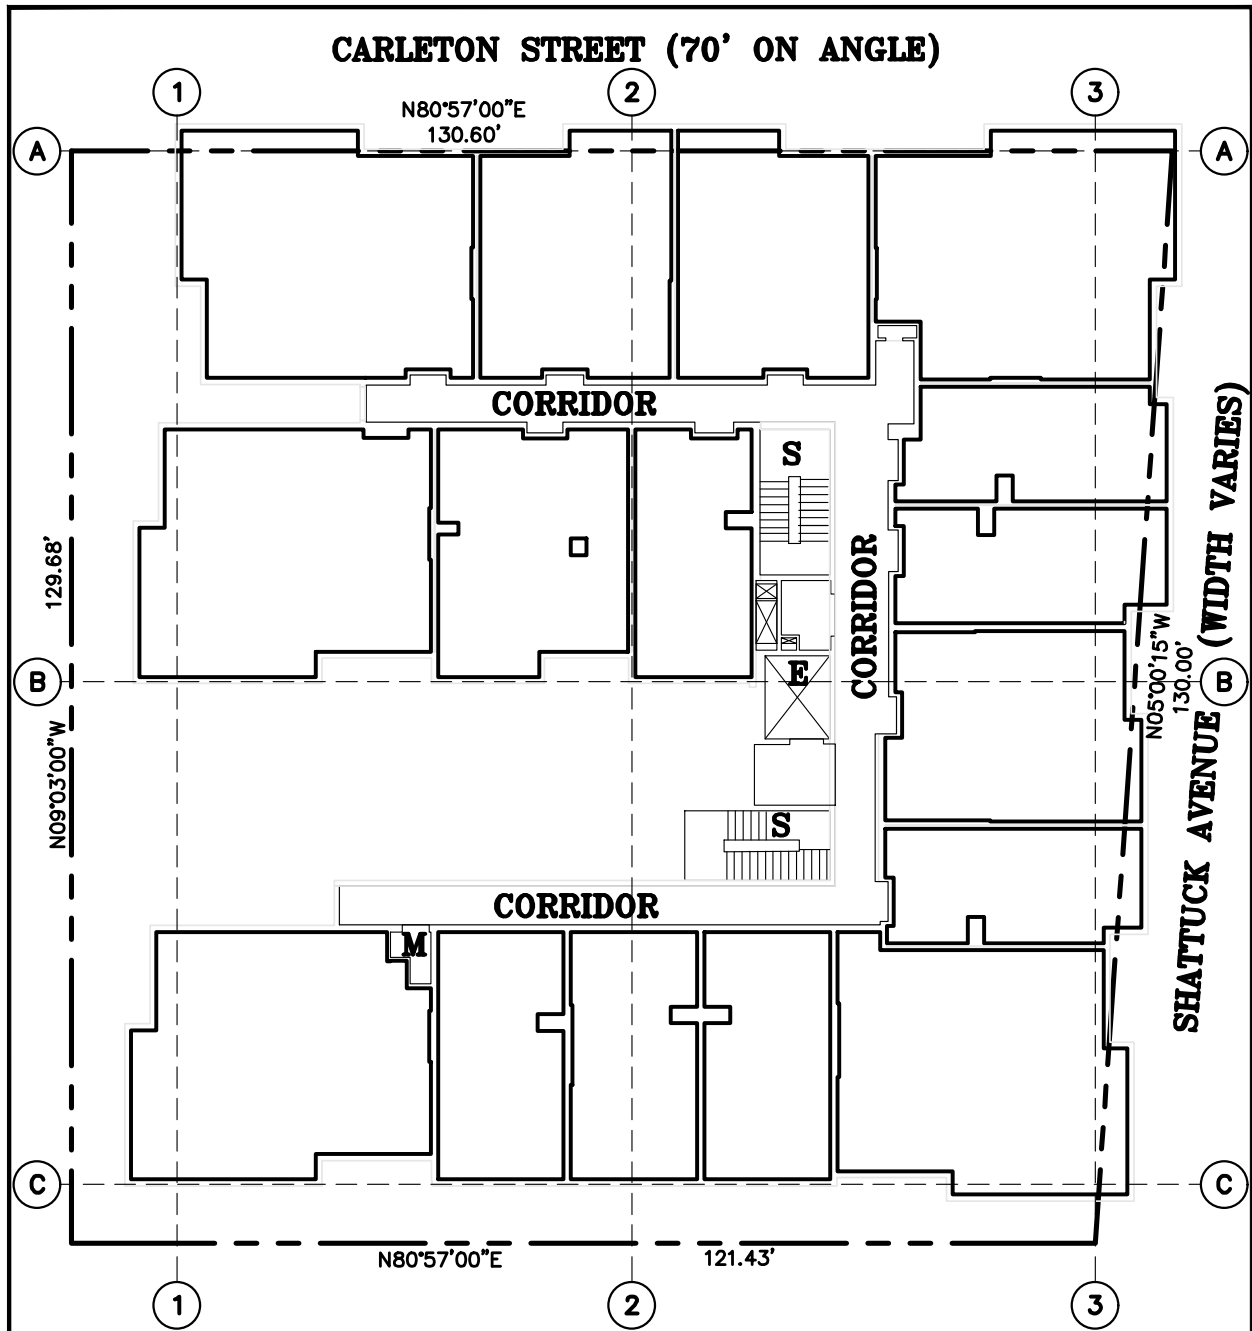 CARLETON STREET (70' ON ANGLE)
1
2
3
N80°57'00"E
130.60'
A
A
CORRIDOR
S
CORRIDOR
SHATTUCK AVENUE (WIDTH VARIES)
129.68'
N09°03'00"W
B
E
B
N05°00'15"W
130.00'
S
CORRIDOR
M
C
C
N80°57'00"E
121.43'
1
2
3